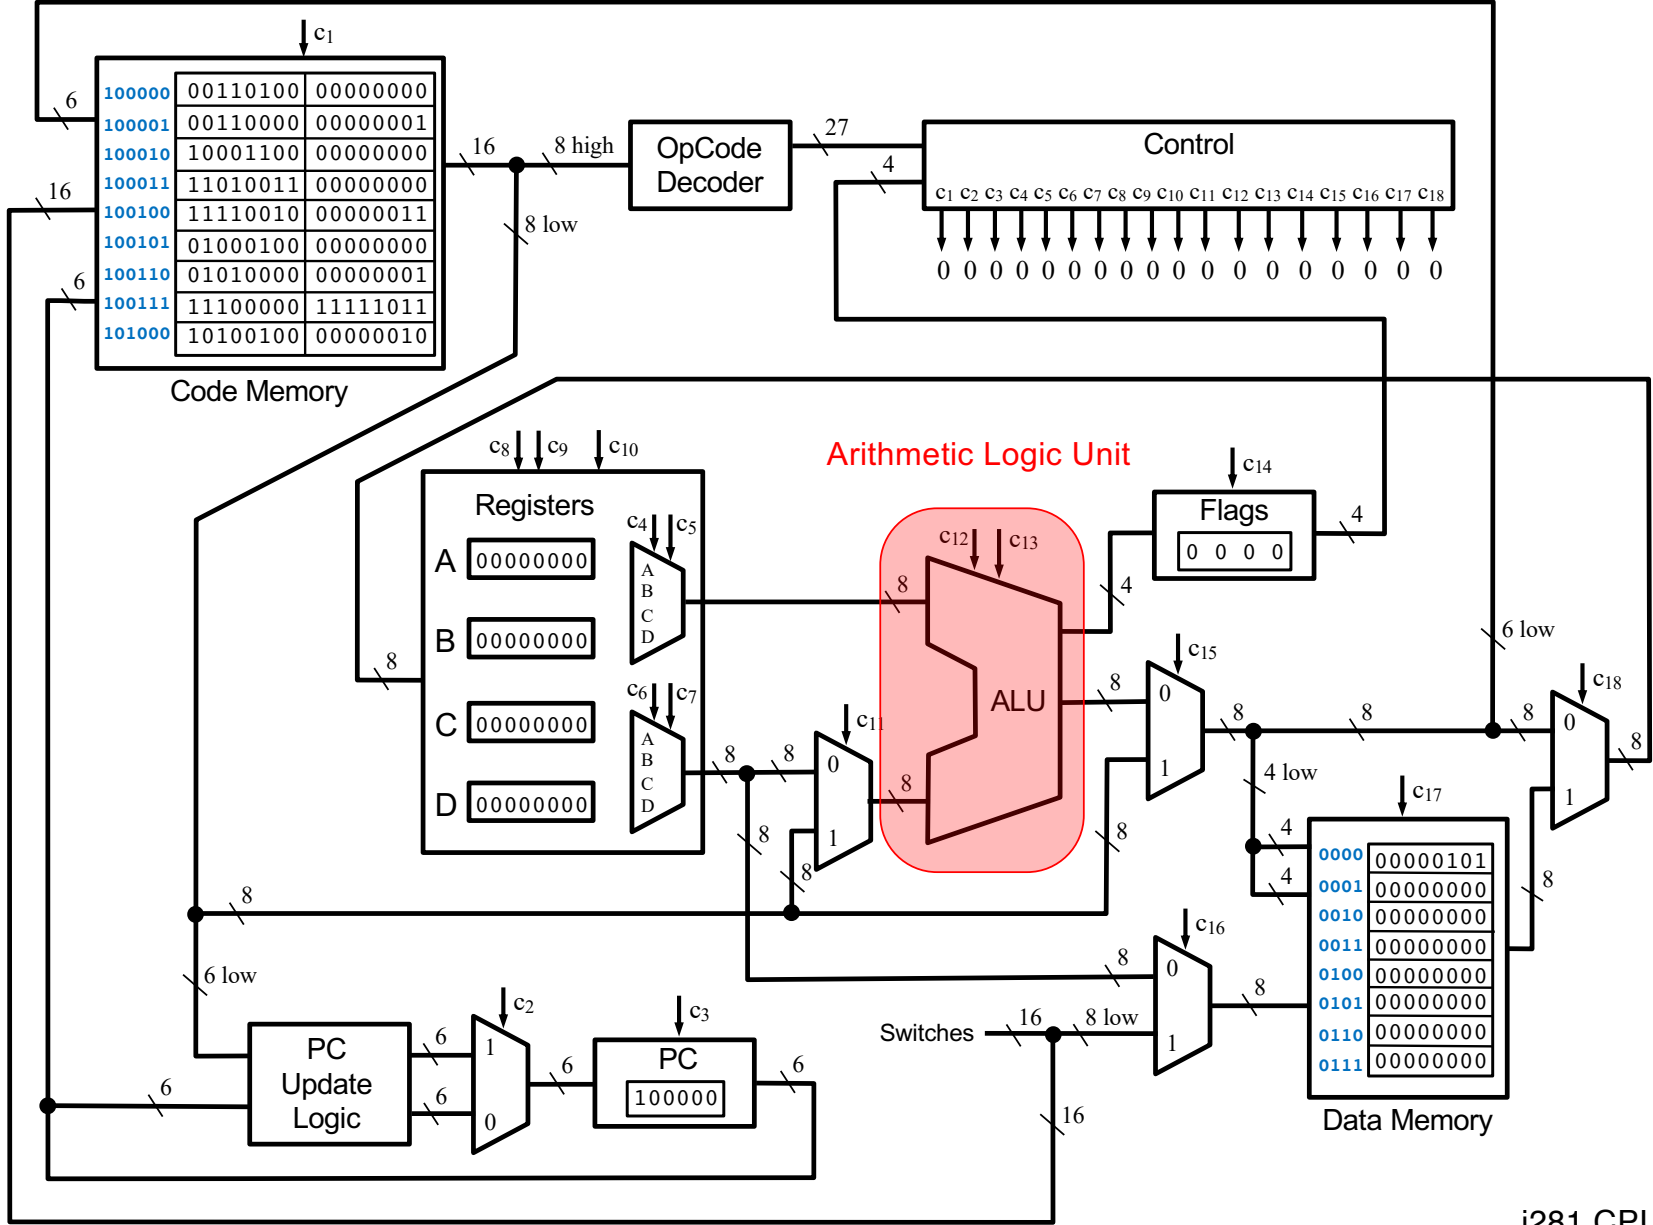 c1
6
100000 00110100 00000000
100001 00110000 00000001
100010 10001100 00000000
100011 11010011 00000000
100100 11110010 00000011
100101 01000100 00000000
100110 01010000 00000001
100111 11100000 11111011
101000 10100100 00000010
Code Memory
16
6
16
8 high
8 low
OpCode
Decoder
27
4
Control
c1 c2 c3 c4 c5 c6 c7 c8 c9 c10 c11 c12 c13 c14 c15 c16 c17 c18
0 0 0 0 0 0 0 0 0 0 0 0 0 0 0 0 0 0
c8 c9 c10
Registers
A 00000000
B 00000000
C 00000000
D 00000000
c4 c5
A
B
C
D
c6 c7
A
B
C
D
8
Arithmetic Logic Unit
c12 c13
8
ALU
8
c14
Flags
0 0 0 0
4
4
8
8
c11
0
1
8
8
8
8
c15
0
1
8
8
8
8
6 low
8
c18
0
1
8
4 low
4
4
c17
0000 00000101
0001 00000000
0010 00000000
0011 00000000
0100 00000000
0101 00000000
0110 00000000
0111 00000000
Data Memory
8
c16
0
1
8
8
Switches
16
8 low
16
6 low
PC
Update
Logic
6
6
6
c2
1
0
6
c3
PC
100000
6
i281 CPU